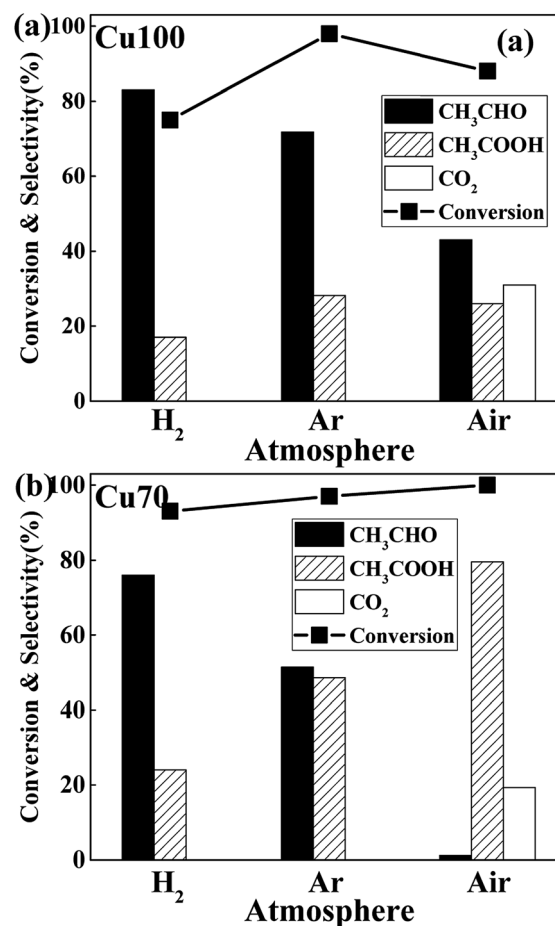 (a)
Cu100
(a)
100
80
60
40
20
0
Conversion & Selectivity(%)
CH₃CHO
CH₃COOH
CO₂
Conversion
H₂ Ar Air
Atmosphere
(b)
Cu70
100
80
60
40
20
0
Conversion & Selectivity(%)
CH₃CHO
CH₃COOH
CO₂
Conversion
H₂ Ar Air
Atmosphere